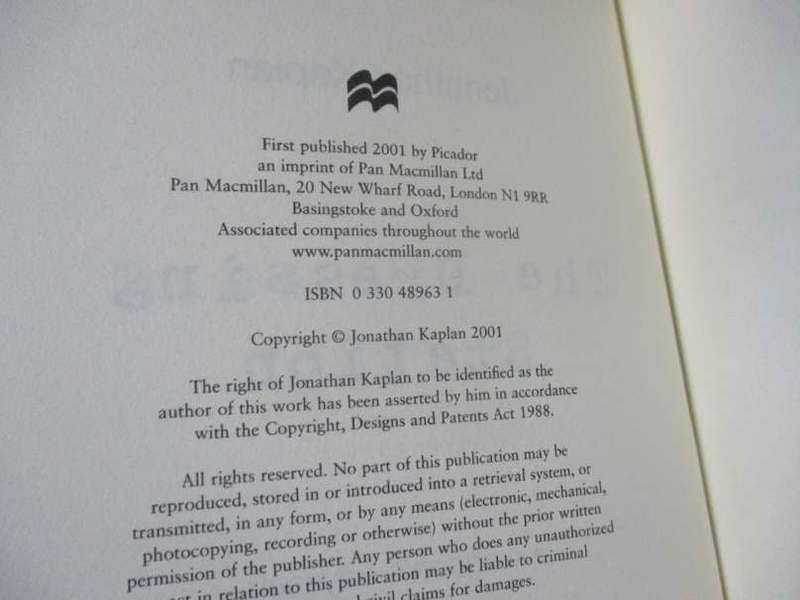 First published 2001 by Picador
an imprint of Pan Macmillan Ltd
Pan Macmillan, 20 New Wharf Road, London N1 9RR
Basingstoke and Oxford
Associated companies throughout the world
www.panmacmillan.com
ISBN 0 330 48963 1
Copyright © Jonathan Kaplan 2001
The right of Jonathan Kaplan to be identified as the
author of this work has been asserted by him in accordance
with the Copyright, Designs and Patents Act 1988.
All rights reserved. No part of this publication may be
reproduced, stored in or introduced into a retrieval system, or
transmitted, in any form, or by any means (electronic, mechanical,
photocopying, recording or otherwise) without the prior written
permission of the publisher. Any person who does any unauthorized
in relation to this publication may be liable to criminal
civil claims for damages.